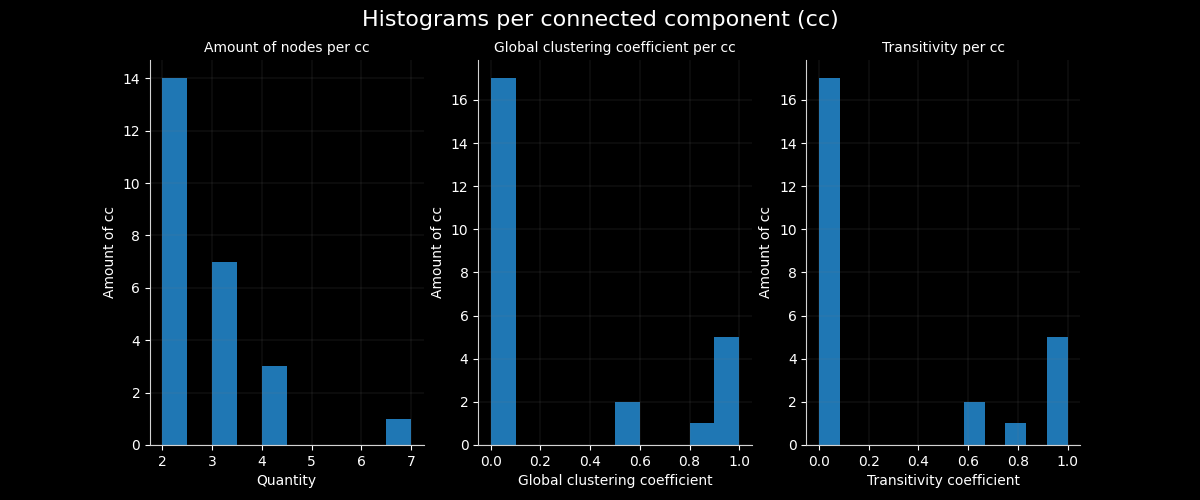 Histograms per connected component (cc)
Amount of nodes per cc
Amount of cc
14
12
10
8
6
4
2
0
2 3 4 5 6 7
Quantity
Global clustering coefficient per cc
Amount of cc
16
14
12
10
8
6
4
2
0
0.0 0.2 0.4 0.6 0.8 1.0
Global clustering coefficient
Transitivity per cc
Amount of cc
16
14
12
10
8
6
4
2
0
0.0 0.2 0.4 0.6 0.8 1.0
Transitivity coefficient